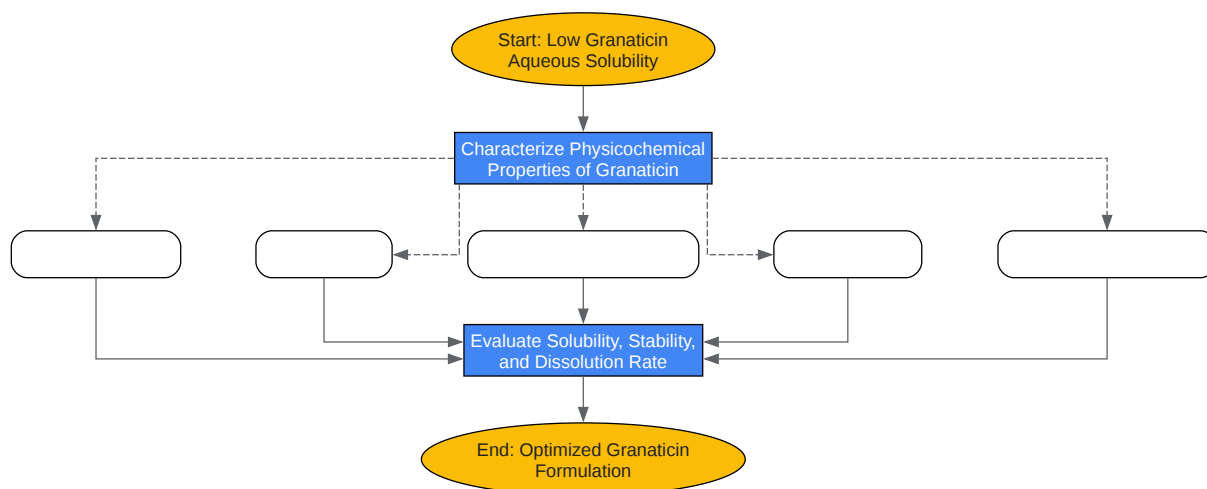 Start: Low Granaticin
Aqueous Solubility
Characterize Physicochemical
Properties of Granaticin
Evaluate Solubility, Stability,
and Dissolution Rate
End: Optimized Granaticin
Formulation